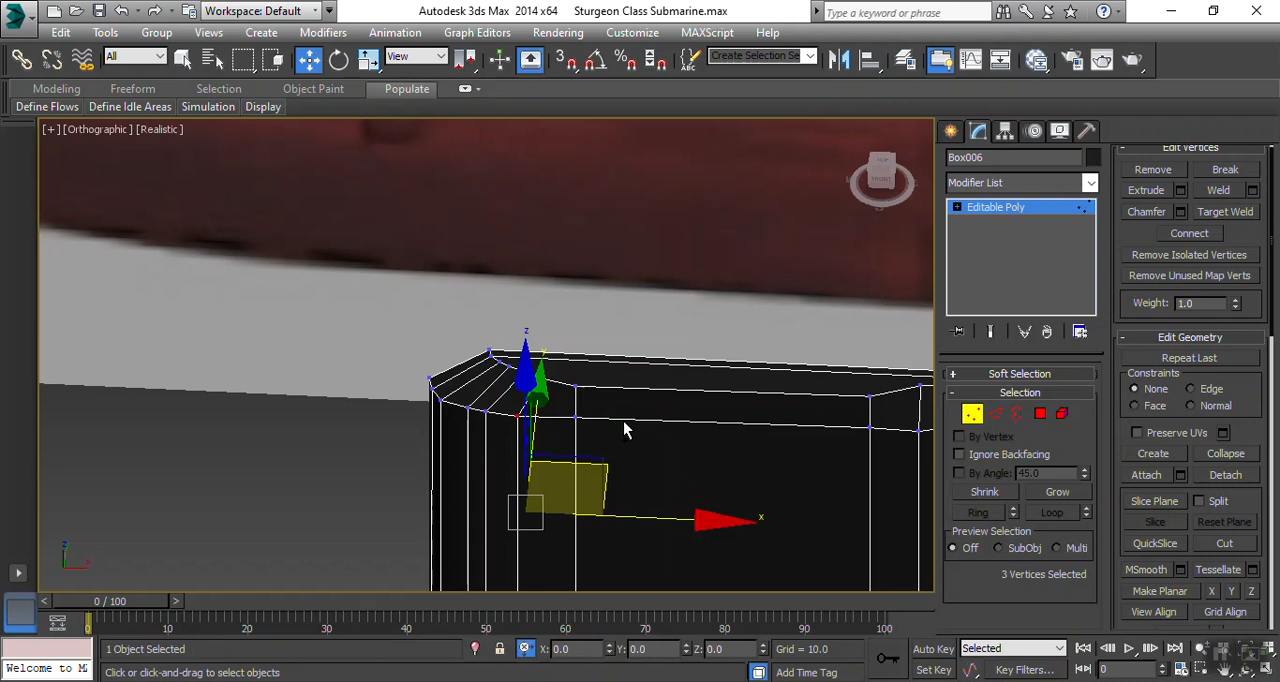 Workspace: Default
Autodesk 3ds Max 2014 x64 Sturgeon Class Submarine.max
Type a keyword or phrase
Edit Tools Group Views Create Modifiers Animation Graph Editors Rendering Customize MAXScript Help
All View 3 Create Selection Se
Modeling Freeform Selection Object Paint Populate
Define Flows Define Idle Areas Simulation Display
[+] [Orthographic] [Realistic]
TOP
FRONT
z
y
x
z
Box006
Modifier List
Editable Poly
Soft Selection
Selection
By Vertex
Ignore Backfacing
By Angle: 45.0
Shrink Grow
Ring Loop
Preview Selection
Off SubObj Multi
3 Vertices Selected
Edit Vertices
Remove Break
Extrude Weld
Chamfer Target Weld
Connect
Remove Isolated Vertices
Remove Unused Map Verts
Weight: 1.0
Edit Geometry
Repeat Last
Constraints
None Edge
Face Normal
Preserve UVs
Create Collapse
Attach Detach
Slice Plane Split
Slice Reset Plane
QuickSlice Cut
MSmooth Tessellate
Make Planar X Y Z
View Align Grid Align
< 0 / 100 >
0 10 20 30 40 50 60 70 80 90 100
1 Object Selected X: 0.0 Y: 0.0 Z: 0.0 Grid = 10.0 Auto Key Selected
Welcome to M Click or click-and-drag to select objects Add Time Tag Set Key Key Filters... 0